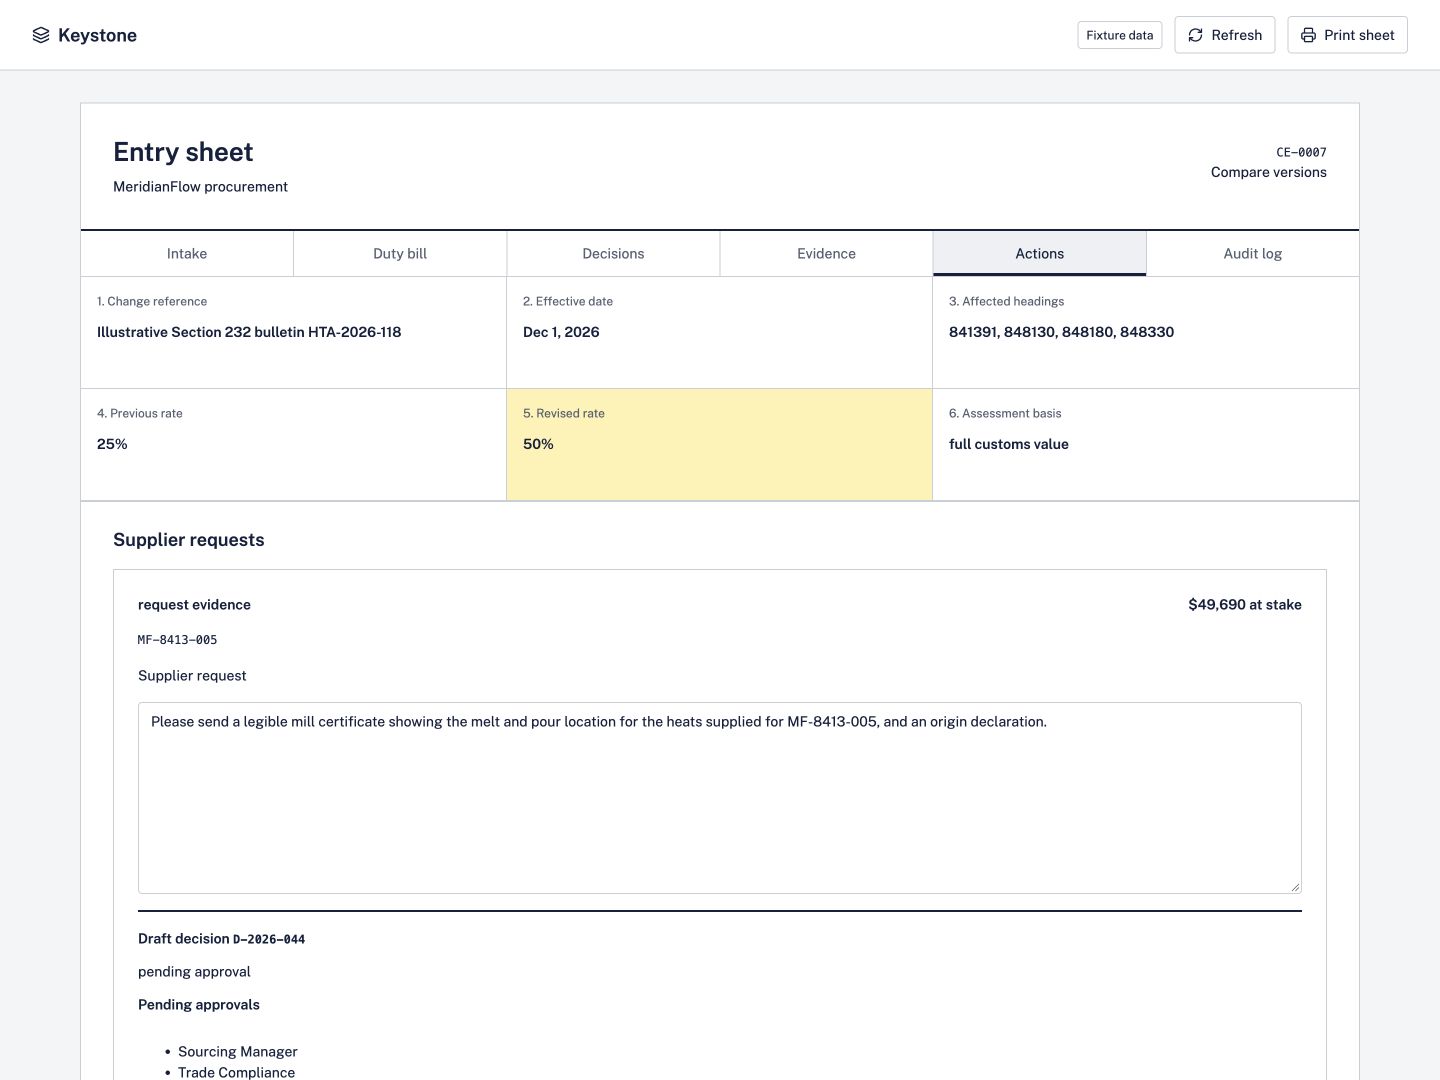 Keystone
Fixture data
Refresh
Print sheet
Entry sheet
MeridianFlow procurement
CE-0007
Compare versions
Intake
Duty bill
Decisions
Evidence
Actions
Audit log
1. Change reference
Illustrative Section 232 bulletin HTA-2026-118
2. Effective date
Dec 1, 2026
3. Affected headings
841391, 848130, 848180, 848330
4. Previous rate
25%
5. Revised rate
50%
6. Assessment basis
full customs value
Supplier requests
request evidence
$49,690 at stake
MF-8413-005
Supplier request
Please send a legible mill certificate showing the melt and pour location for the heats supplied for MF-8413-005, and an origin declaration.
Draft decision D-2026-044
pending approval
Pending approvals
• Sourcing Manager
• Trade Compliance